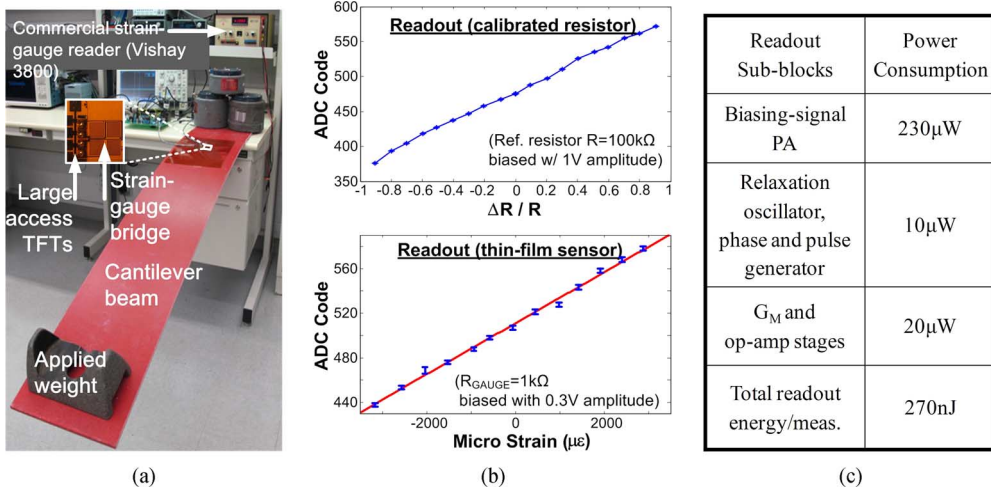 Commercial strain-
gauge reader (Vishay
3800)
Large
access
TFTs
Strain-
gauge
bridge
Cantilever
beam
Applied
weight
(a)
Readout (calibrated resistor)
ADC Code
600
550
500
450
400
350
(Ref. resistor R=100kΩ
biased w/ 1V amplitude)
-1 -0.8 -0.6 -0.4 -0.2 0 0.2 0.4 0.6 0.8 1
ΔR / R
Readout (thin-film sensor)
ADC Code
560
520
480
440
(RGAUGE=1kΩ
biased with 0.3V amplitude)
-2000 0 2000
Micro Strain (με)
(b)
Readout Sub-blocks
Power Consumption
Biasing-signal PA
230μW
Relaxation oscillator, phase and pulse generator
10μW
GM and op-amp stages
20μW
Total readout energy/meas.
270nJ
(c)